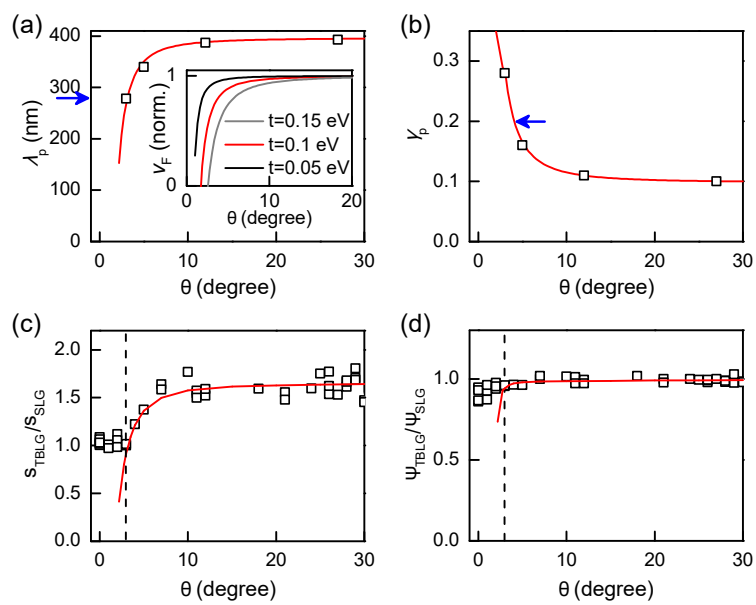 (a)
400
300
200
100
0
λp (nm)
0
10
20
30
θ (degree)
1
0
vF (norm.)
t=0.15 eV
t=0.1 eV
t=0.05 eV
0
5
10
15
20
θ (degree)
(b)
0.3
0.2
0.1
0.0
γp
0
10
20
30
θ (degree)
(c)
2.0
1.5
1.0
0.5
0.0
sTBLG/sSLG
0
10
20
30
θ (degree)
(d)
1.0
0.5
0.0
ψTBLG/ψSLG
0
10
20
30
θ (degree)